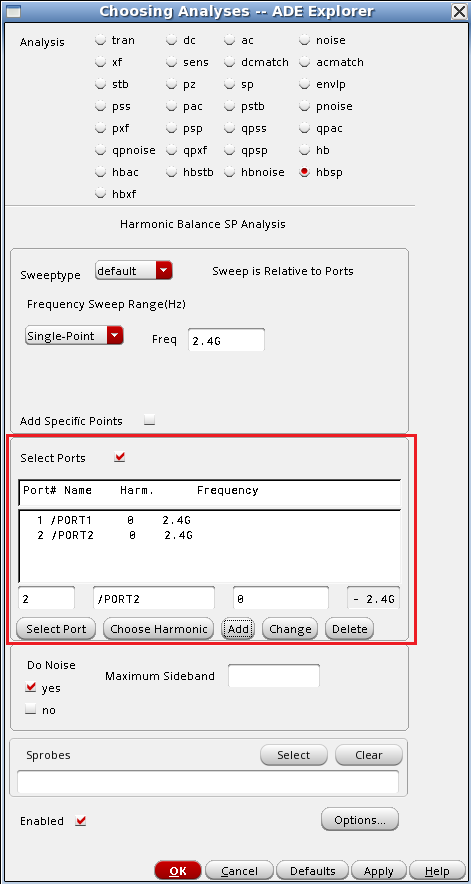 Choosing Analyses -- ADE Explorer
Analysis tran dc ac noise
xf sens dcmatch acmatch
stb pz sp envlp
pss pac pstb pnoise
pxf psp qpss qpac
qpnoise qpxf qpsp hb
hbac hbstb hbnoise hbsp
hbxf
Harmonic Balance SP Analysis
Sweeptype default Sweep is Relative to Ports
Frequency Sweep Range(Hz)
Single-Point Freq 2.4G
Add Specific Points
Select Ports
Port# Name Harm. Frequency
1 /PORT1 0 2.4G
2 /PORT2 0 2.4G
2 /PORT2 0 - 2.4G
Select Port Choose Harmonic Add Change Delete
Do Noise
Maximum Sideband
yes
no
Sprobes Select Clear
Enabled Options...
OK Cancel Defaults Apply Help